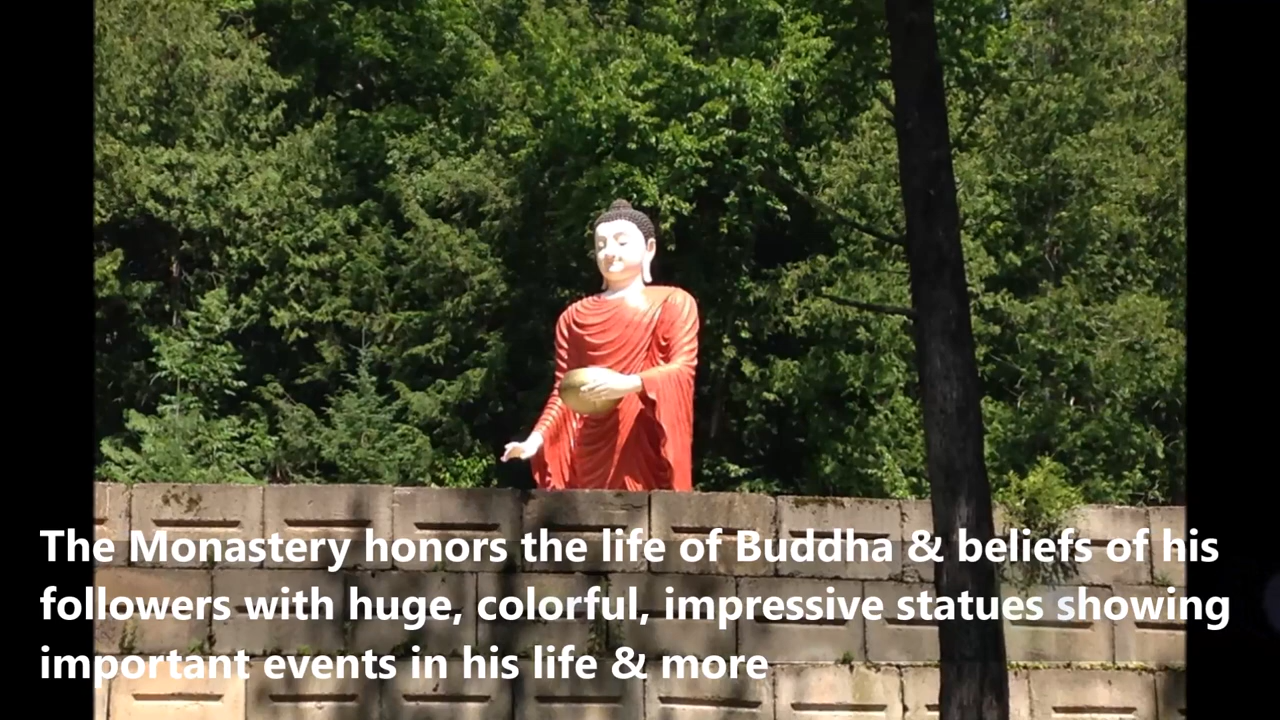 The Monastery honors the life of Buddha & beliefs of his
followers with huge, colorful, impressive statues showing
important events in his life & more